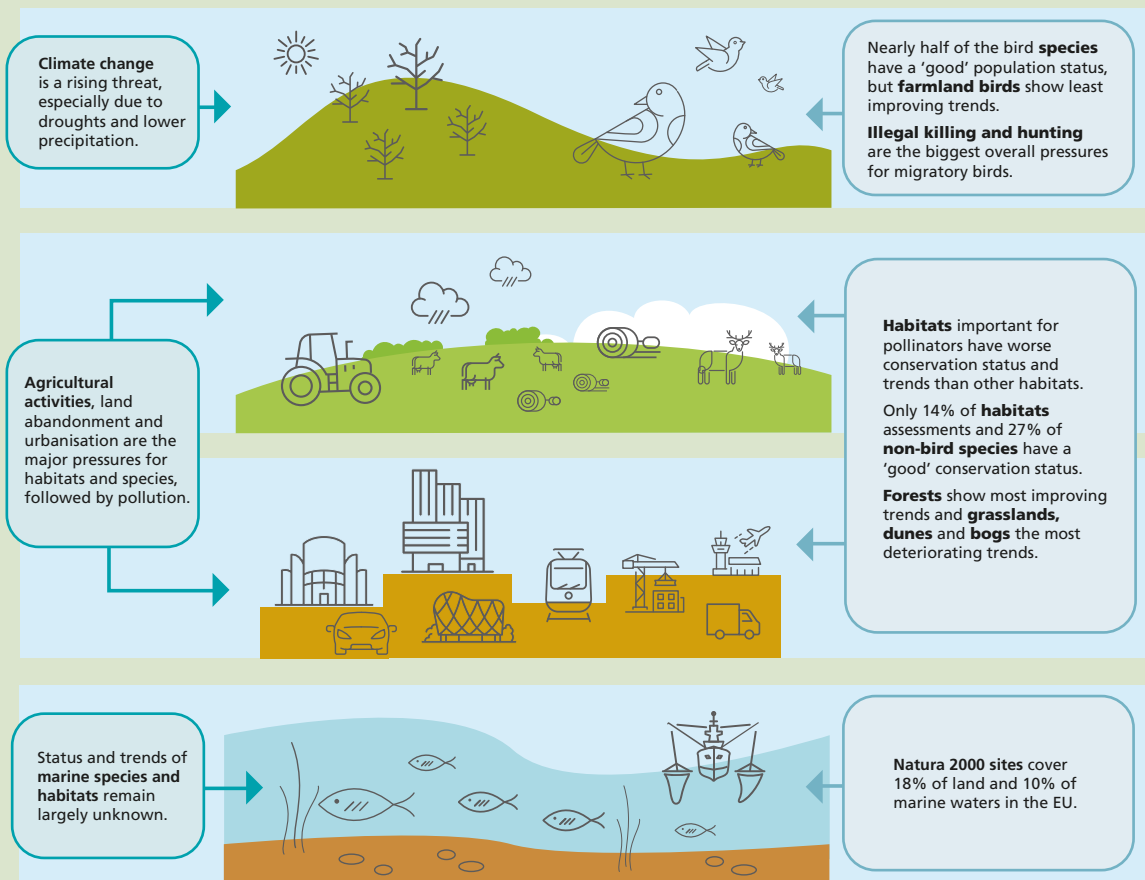 Climate change
is a rising threat,
especially due to
droughts and lower
precipitation.
Nearly half of the bird species
have a ‘good’ population status,
but farmland birds show least
improving trends.
Illegal killing and hunting
are the biggest overall pressures
for migratory birds.
Agricultural
activities, land
abandonment and
urbanisation are the
major pressures for
habitats and species,
followed by pollution.
Habitats important for
pollinators have worse
conservation status and
trends than other habitats.
Only 14% of habitats
assessments and 27% of
non-bird species have a
‘good’ conservation status.
Forests show most improving
trends and grasslands,
dunes and bogs the most
deteriorating trends.
Status and trends of
marine species and
habitats remain
largely unknown.
Natura 2000 sites cover
18% of land and 10% of
marine waters in the EU.